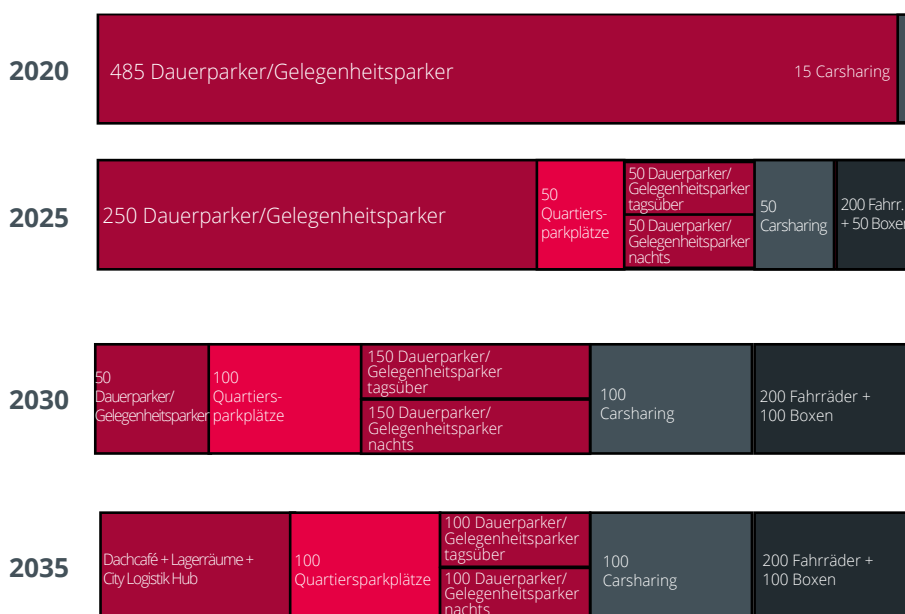 2020
485 Dauerparker/Gelegenheitsparker
15 Carsharing
2025
250 Dauerparker/Gelegenheitsparker
50
Quartiers-
parkplätze
50 Dauerparker/
Gelegenheitsparker
tagsüber
50 Dauerparker/
Gelegenheitsparker
nachts
50
Carsharing
200 Fahrr.
+ 50 Boxen
2030
50
Dauerparker/
Gelegenheitsparker
100
Quartiers-
parkplätze
150 Dauerparker/
Gelegenheitsparker
tagsüber
150 Dauerparker/
Gelegenheitsparker
nachts
100
Carsharing
200 Fahrräder +
100 Boxen
2035
Dachcafé + Lagerräume +
City Logistik Hub
100
Quartiersparkplätze
100 Dauerparker/
Gelegenheitsparker
tagsüber
100 Dauerparker/
Gelegenheitsparker
nachts
100
Carsharing
200 Fahrräder +
100 Boxen